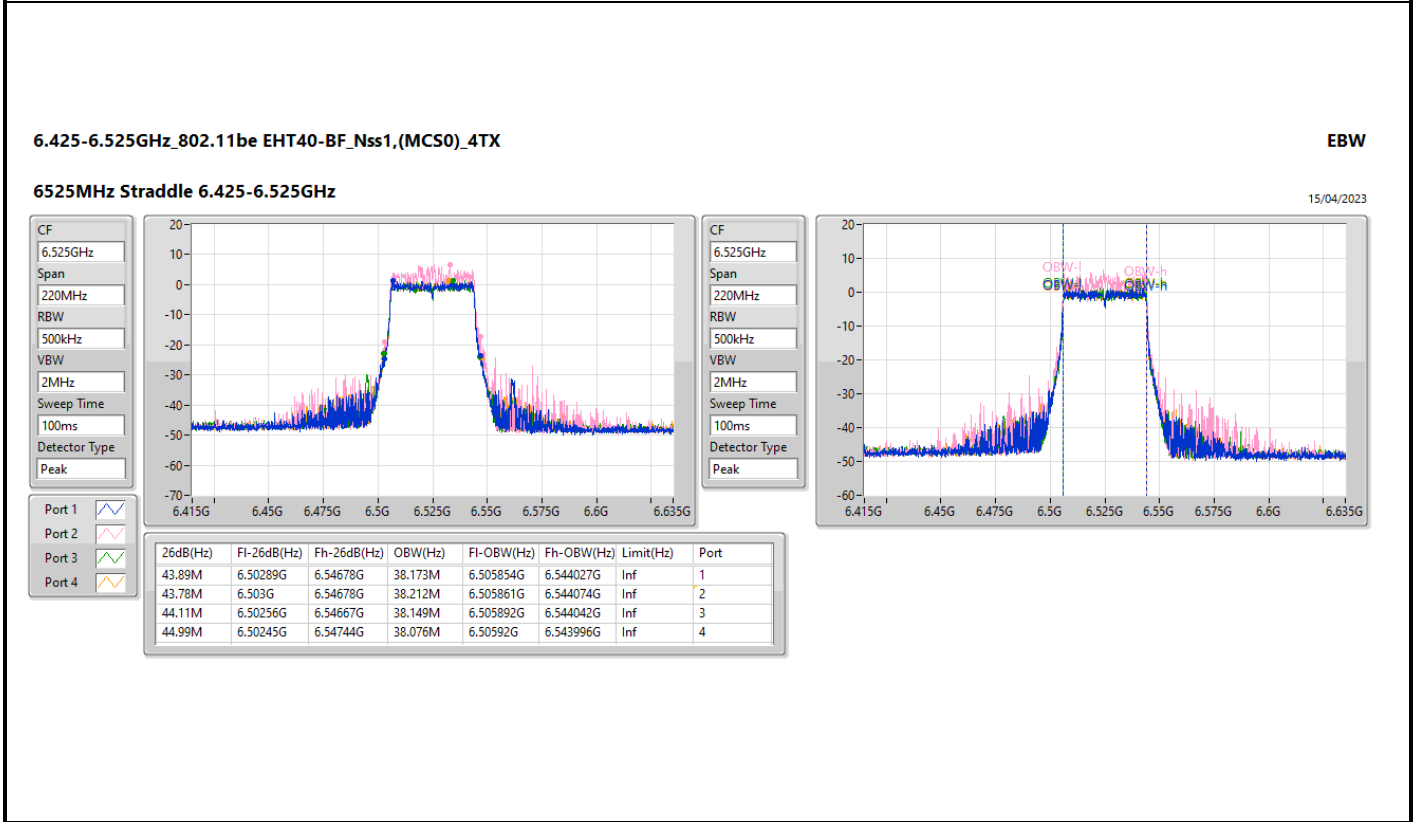 6.425-6.525GHz_802.11be EHT40-BF_Nss1,(MCS0)_4TX
EBW
6525MHz Straddle 6.425-6.525GHz
15/04/2023
CF
6.525GHz
Span
220MHz
RBW
500kHz
VBW
2MHz
Sweep Time
100ms
Detector Type
Peak
20
10
0
-10
-20
-30
-40
-50
-60
-70
6.415G 6.45G 6.475G 6.5G 6.525G 6.55G 6.575G 6.6G 6.635G
CF
6.525GHz
Span
220MHz
RBW
500kHz
VBW
2MHz
Sweep Time
100ms
Detector Type
Peak
20
10
0
-10
-20
-30
-40
-50
-60
OBW-l OBW-h
OBW-l OBW-h
6.415G 6.45G 6.475G 6.5G 6.525G 6.55G 6.575G 6.6G 6.635G
Port 1
Port 2
Port 3
Port 4
26dB(Hz) Fl-26dB(Hz) Fh-26dB(Hz) OBW(Hz) Fl-OBW(Hz) Fh-OBW(Hz) Limit(Hz) Port
43.89M 6.50289G 6.54678G 38.173M 6.505854G 6.544027G Inf 1
43.78M 6.503G 6.54678G 38.212M 6.505861G 6.544074G Inf 2
44.11M 6.50256G 6.54667G 38.149M 6.505892G 6.544042G Inf 3
44.99M 6.50245G 6.54744G 38.076M 6.50592G 6.543996G Inf 4